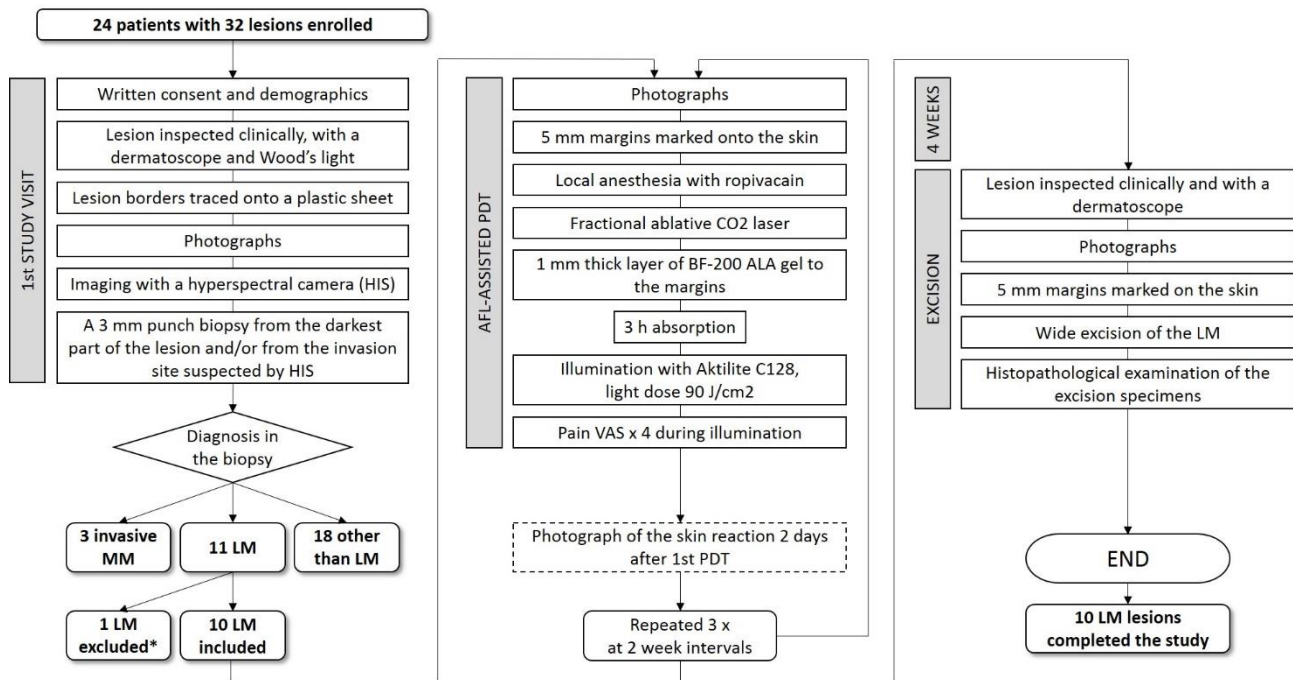 24 patients with 32 lesions enrolled
1st STUDY VISIT
Written consent and demographics
Lesion inspected clinically, with a
dermatoscope and Wood's light
Lesion borders traced onto a plastic sheet
Photographs
Imaging with a hyperspectral camera (HIS)
A 3 mm punch biopsy from the darkest
part of the lesion and/or from the invasion
site suspected by HIS
Diagnosis in
the biopsy
3 invasive
MM
11 LM
18 other
than LM
1 LM
excluded*
10 LM
included
AFL-ASSISTED PDT
Photographs
5 mm margins marked onto the skin
Local anesthesia with ropivacain
Fractional ablative CO2 laser
1 mm thick layer of BF-200 ALA gel to
the margins
3 h absorption
Illumination with Aktilite C128,
light dose 90 J/cm2
Pain VAS x 4 during illumination
Photograph of the skin reaction 2 days
after 1st PDT
Repeated 3 x
at 2 week intervals
4 WEEKS
EXCISION
Lesion inspected clinically and with a
dermatoscope
Photographs
5 mm margins marked on the skin
Wide excision of the LM
Histopathological examination of the
excision specimens
END
10 LM lesions
completed the study